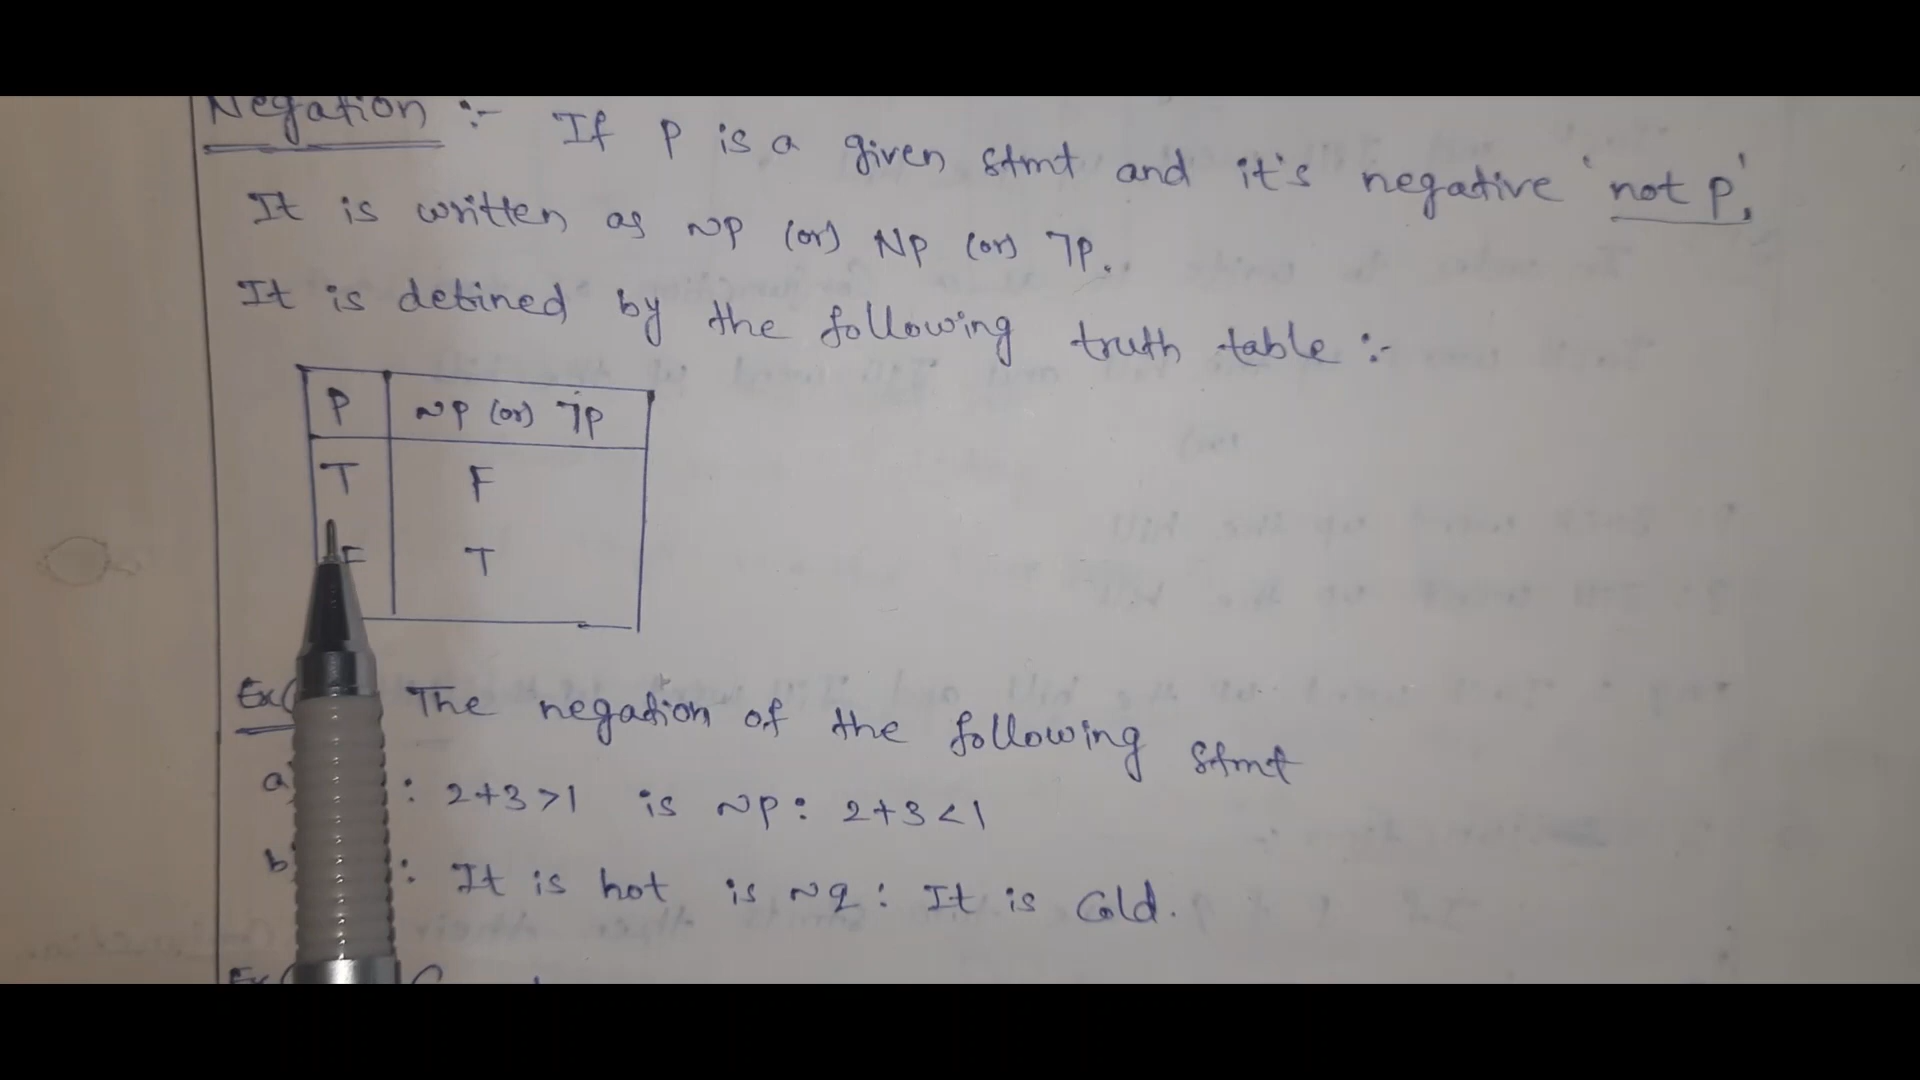 Negation :- If P is a given stmt and it's negative 'not p'.
It is written as ~p (or) Np (or) ㄱp.
It is defined by the following truth table :-
P ~p (or) ㄱp
T F
F T
Ex( The negation of the following stmt
a) : 2+3>1 is ~p: 2+3<1
b) : It is hot is ~q: It is cold.